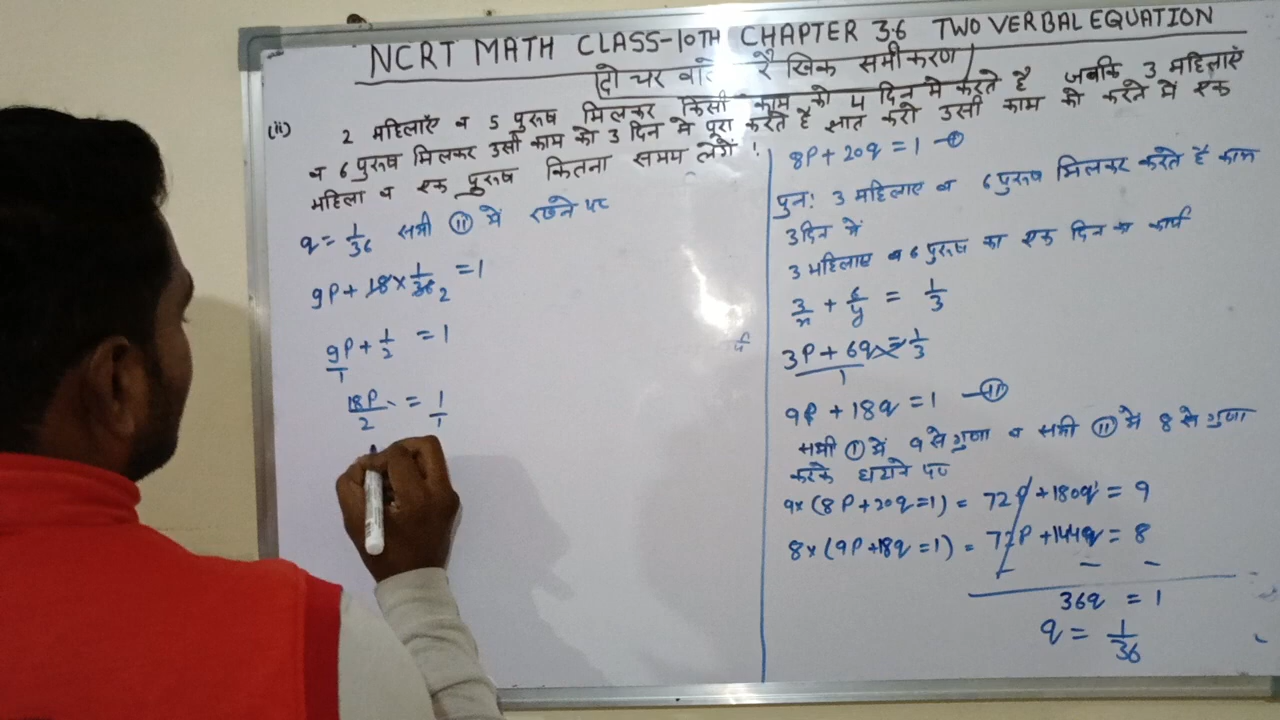 NCRT MATH CLASS-10TH CHAPTER 3.6 TWO VERBAL EQUATION
दो चर वाले रैखिक समीकरण
(ii) 2 महिलाएँ व 5 पुरूष मिलकर किसी काम को 4 दिन मे करते है जबकि 3 महिलाएँ
व 6 पुरूष मिलकर उसी काम को 3 दिन मे पूरा करते है ज्ञात करो उसी काम को करने मे एक
महिला व एक पुरूष कितना समय लेगें !
q = 1/36 समी (ii) में रखने पर
9P + 18 × 1/36 2 = 1
9P/1 + 1/2 = 1
18P/2 = 1/1
8P + 20q = 1 —(i)
पुनः 3 महिलाए व 6 पुरूष मिलकर करते है काम
3 दिन में
3 महिलाए व 6 पुरूष का एक दिन का कार्य
3/x + 6/y = 1/3
3P + 6q/1 = 1/3
9P + 18q = 1 —(ii)
समी (i) में 9 से गुणा व समी (ii) में 8 से गुणा
करके घटाने पर
9×(8P+20q=1) = 72P + 180q = 9
8×(9P+18q=1) = 72P + 144q = 8
- - -
36q = 1
q = 1/36